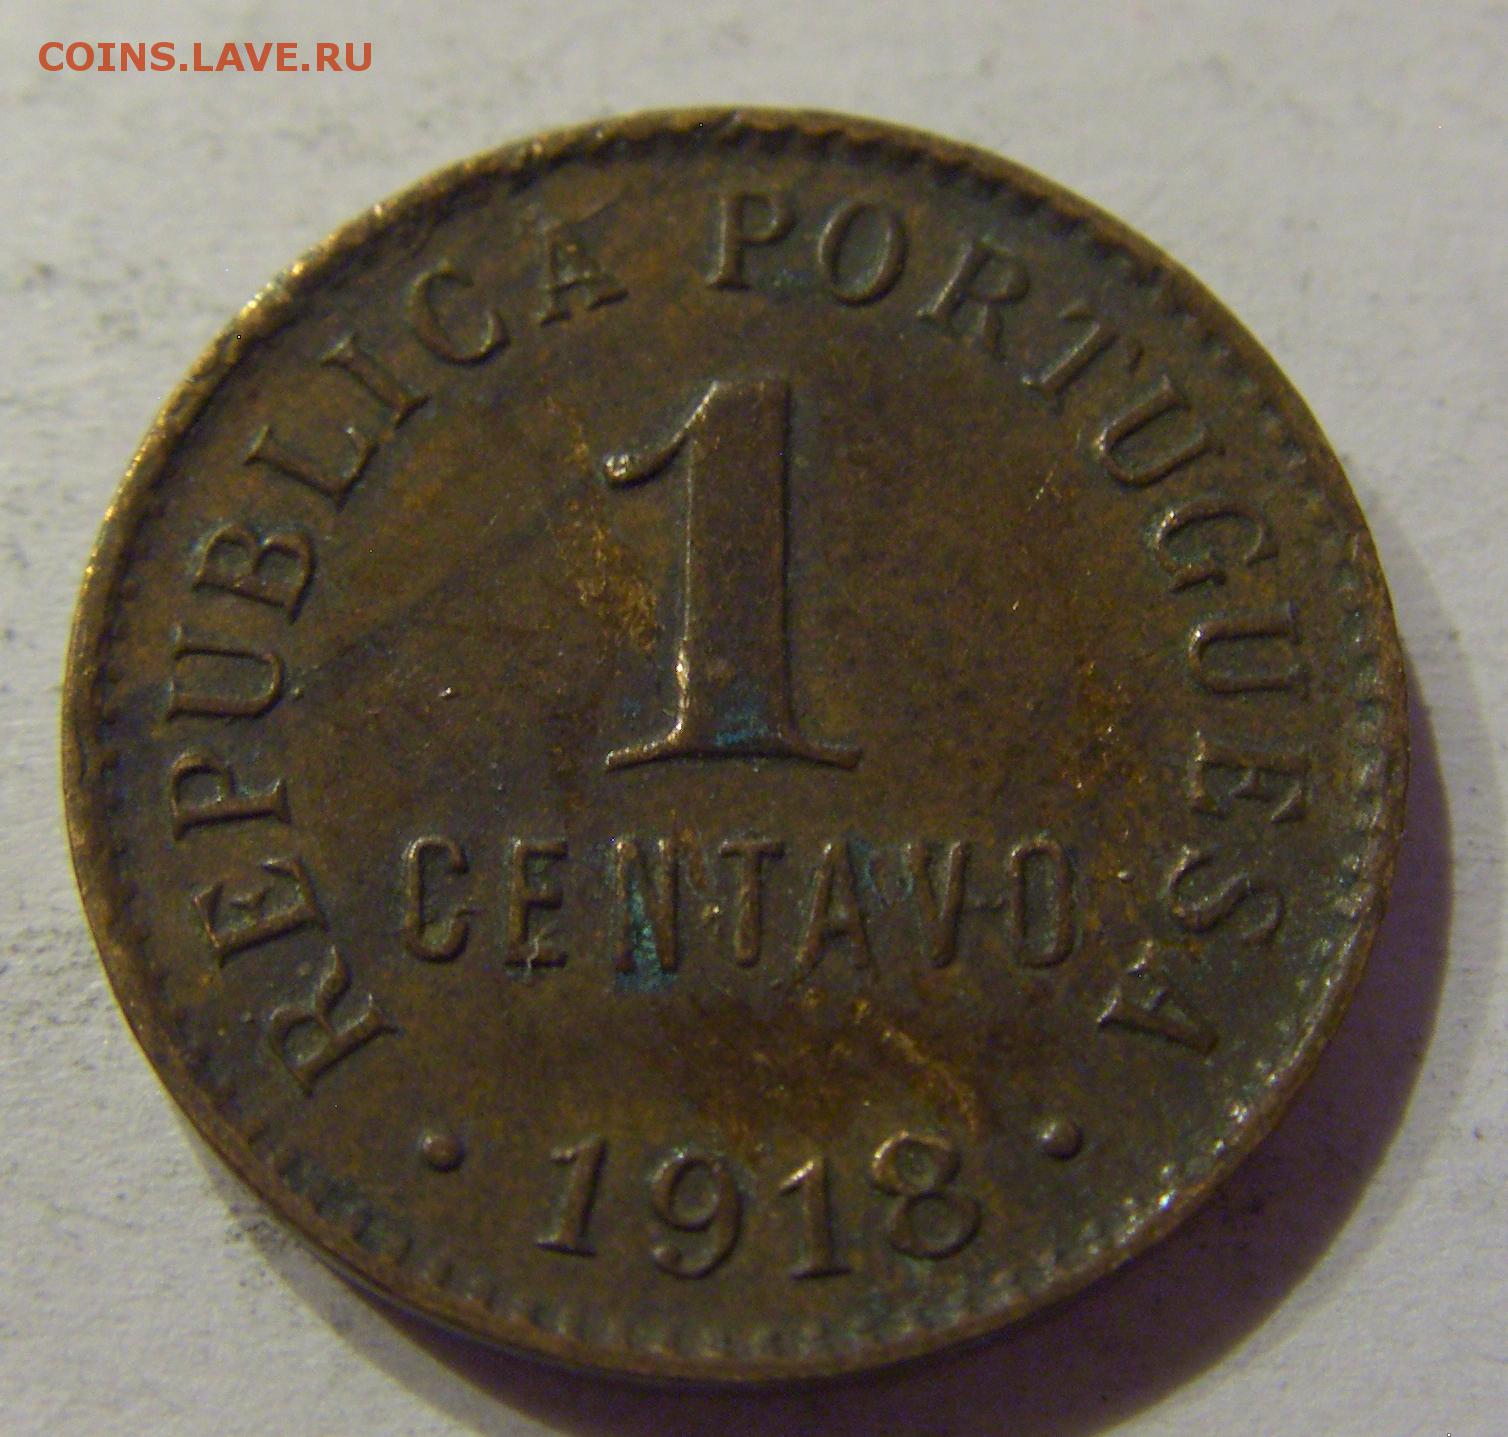 COINS.LAVE.RU
REPUBLICA PORTUGUESA
1
CENTAVO
• 1918 •